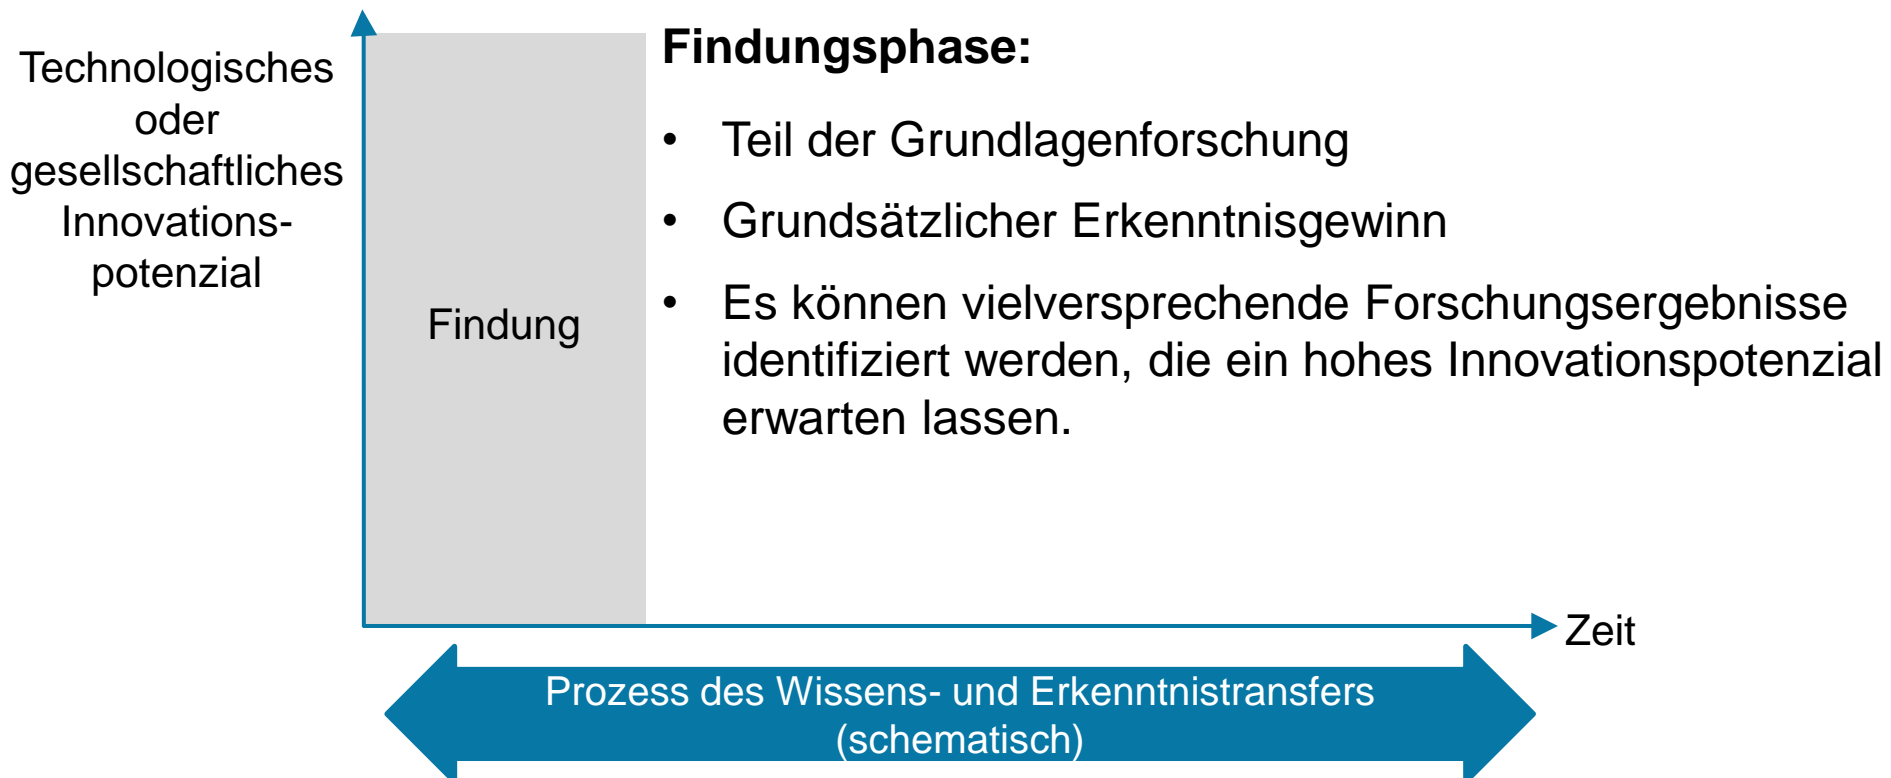 Technologisches
oder
gesellschaftliches
Innovations-
potenzial
Findung
Findungsphase:
• Teil der Grundlagenforschung
• Grundsätzlicher Erkenntnisgewinn
• Es können vielversprechende Forschungsergebnisse
identifiziert werden, die ein hohes Innovationspotenzial
erwarten lassen.
Zeit
Prozess des Wissens- und Erkenntnistransfers
(schematisch)